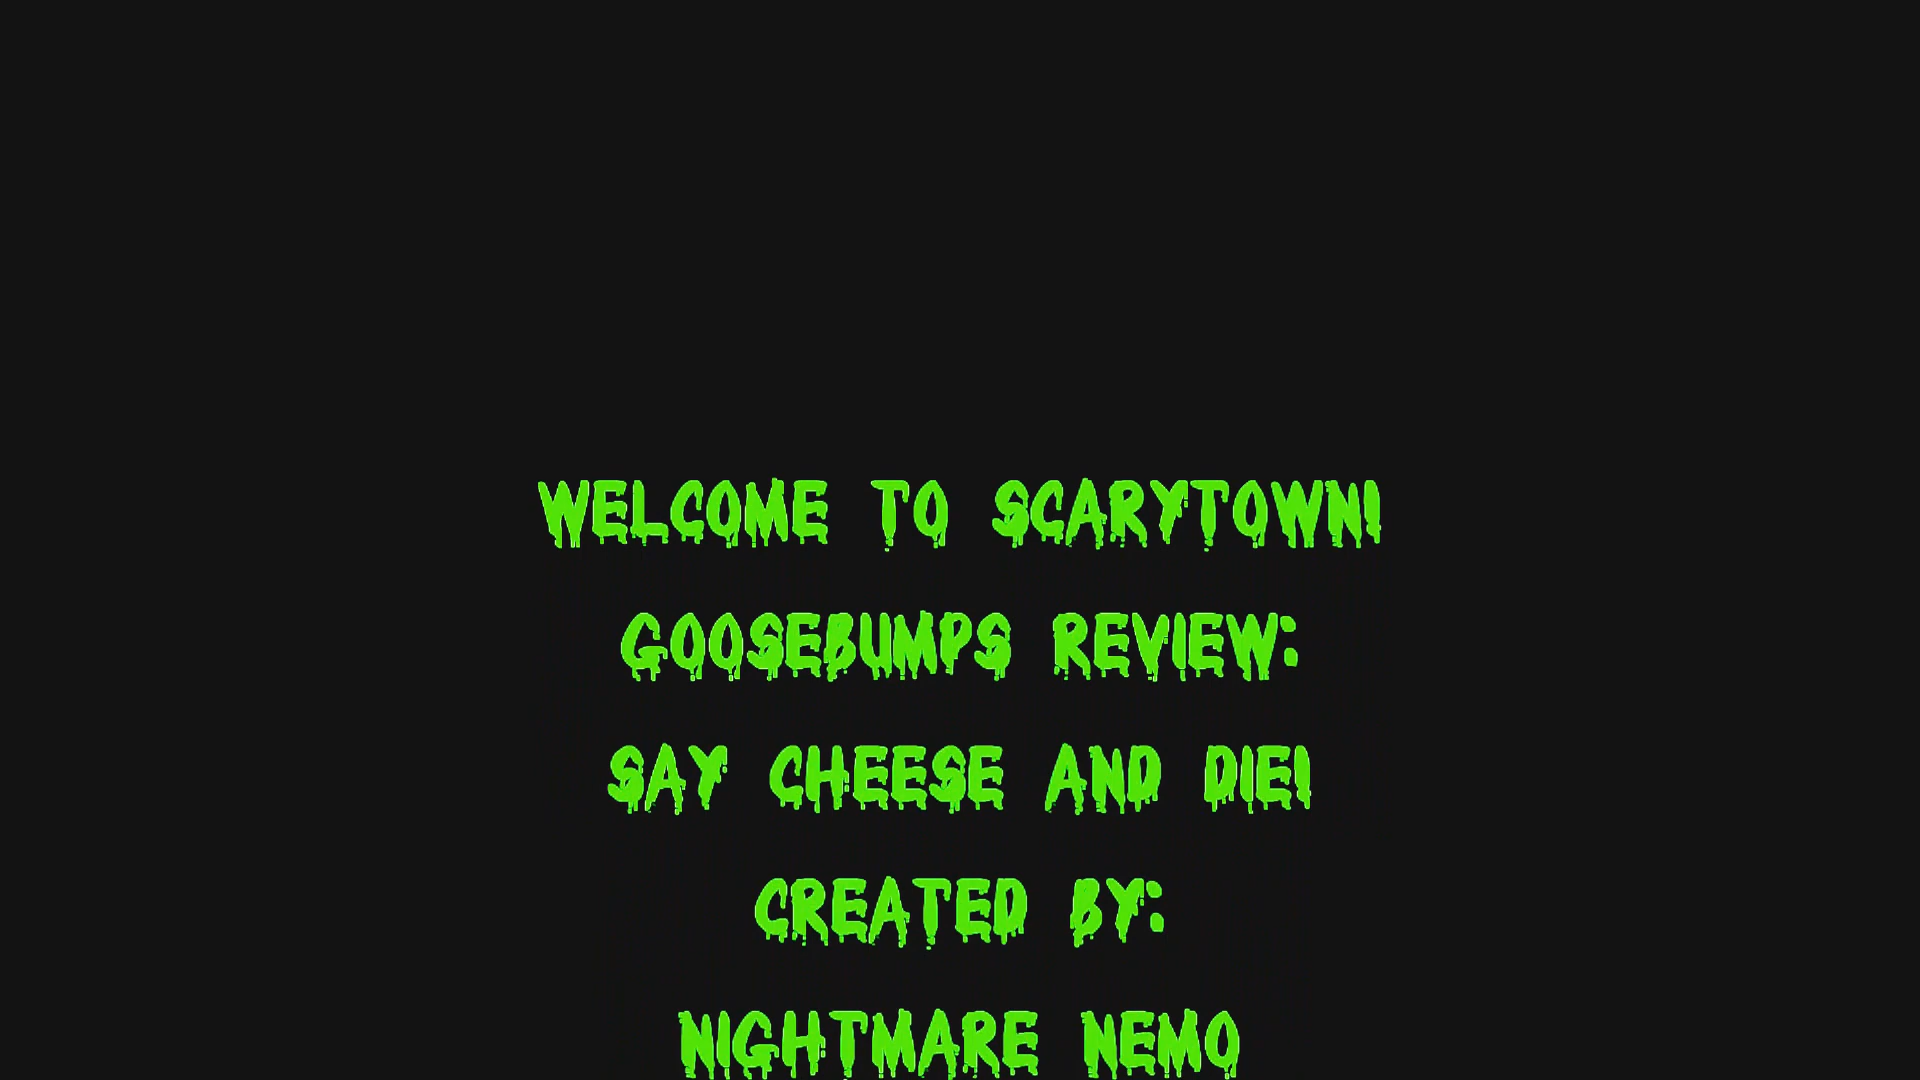 WELCOME TO SCARYTOWN!
GOOSEBUMPS REVIEW:
SAY CHEESE AND DIE!
CREATED BY:
NIGHTMARE NEMO